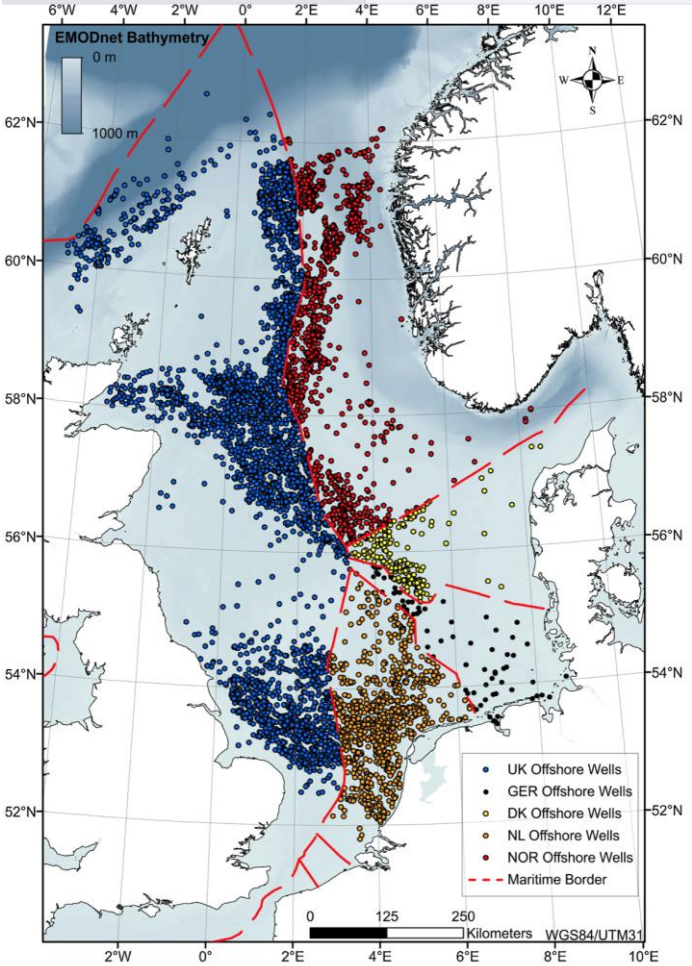 6°W 4°W 2°W 0° 2°E 4°E 6°E 8°E 10°E 12°E
EMODnet Bathymetry
0 m
1000 m
N
W E
S
62°N 62°N
60°N 60°N
58°N 58°N
56°N 56°N
54°N 54°N
52°N 52°N
UK Offshore Wells
GER Offshore Wells
DK Offshore Wells
NL Offshore Wells
NOR Offshore Wells
Maritime Border
0 125 250
Kilometers WGS84/UTM31
2°W 0° 2°E 4°E 6°E 8°E 10°E